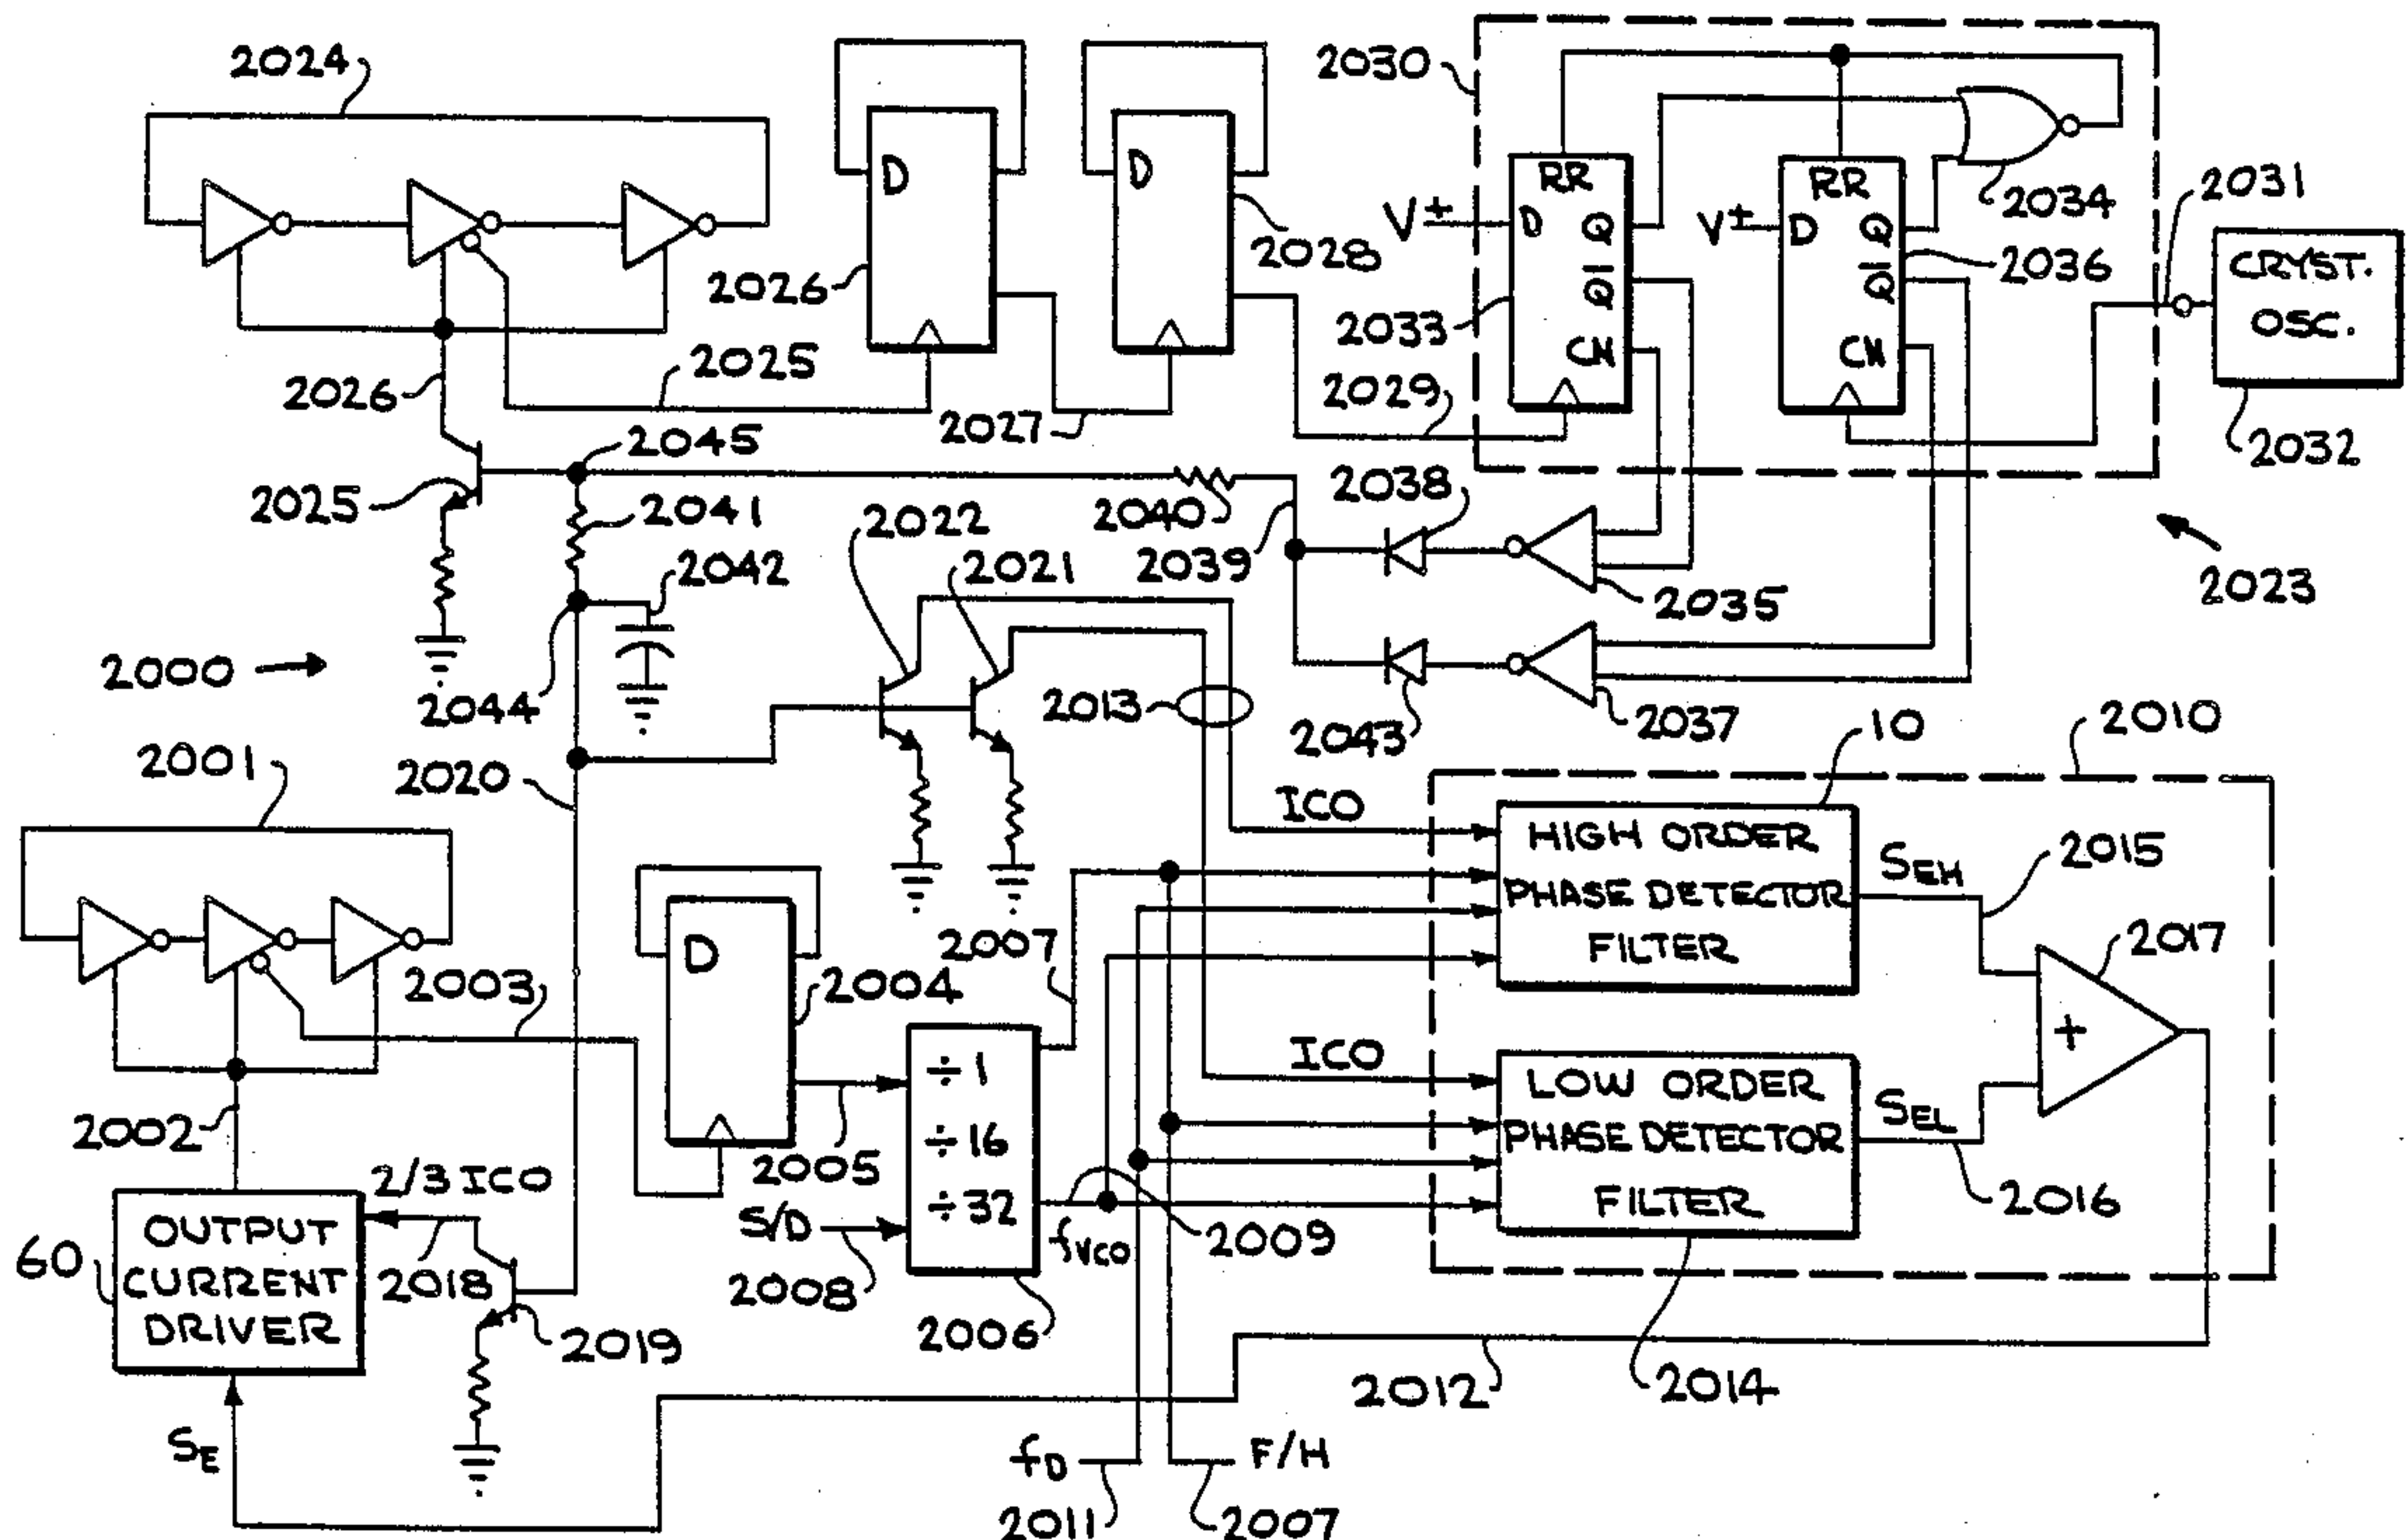 2024
2030
D
D
RR
RR
V+
D
Q
V+
D
Q
2034
2031
2026
2028
Q̅
Q̅
2036
CRYST.
OSC.
2033
CN
CN
2026
2025
2027
2029
2032
2045
2025
2041
2040
2038
2022
2042
2021
2039
2035
2023
2000
2044
2013
2043
2037
2010
10
2001
2020
ICO
HIGH ORDER
PHASE DETECTOR
FILTER
SEH
2015
2017
2003
D
2004
2007
÷1
÷16
÷32
ICO
LOW ORDER
PHASE DETECTOR
FILTER
SEL
+
2002
2005
2016
2/3 ICO
S/D
2008
fVCO
2009
60
OUTPUT
CURRENT
DRIVER
2018
2019
2006
2012
2014
SE
fD
F/H
2011
2007